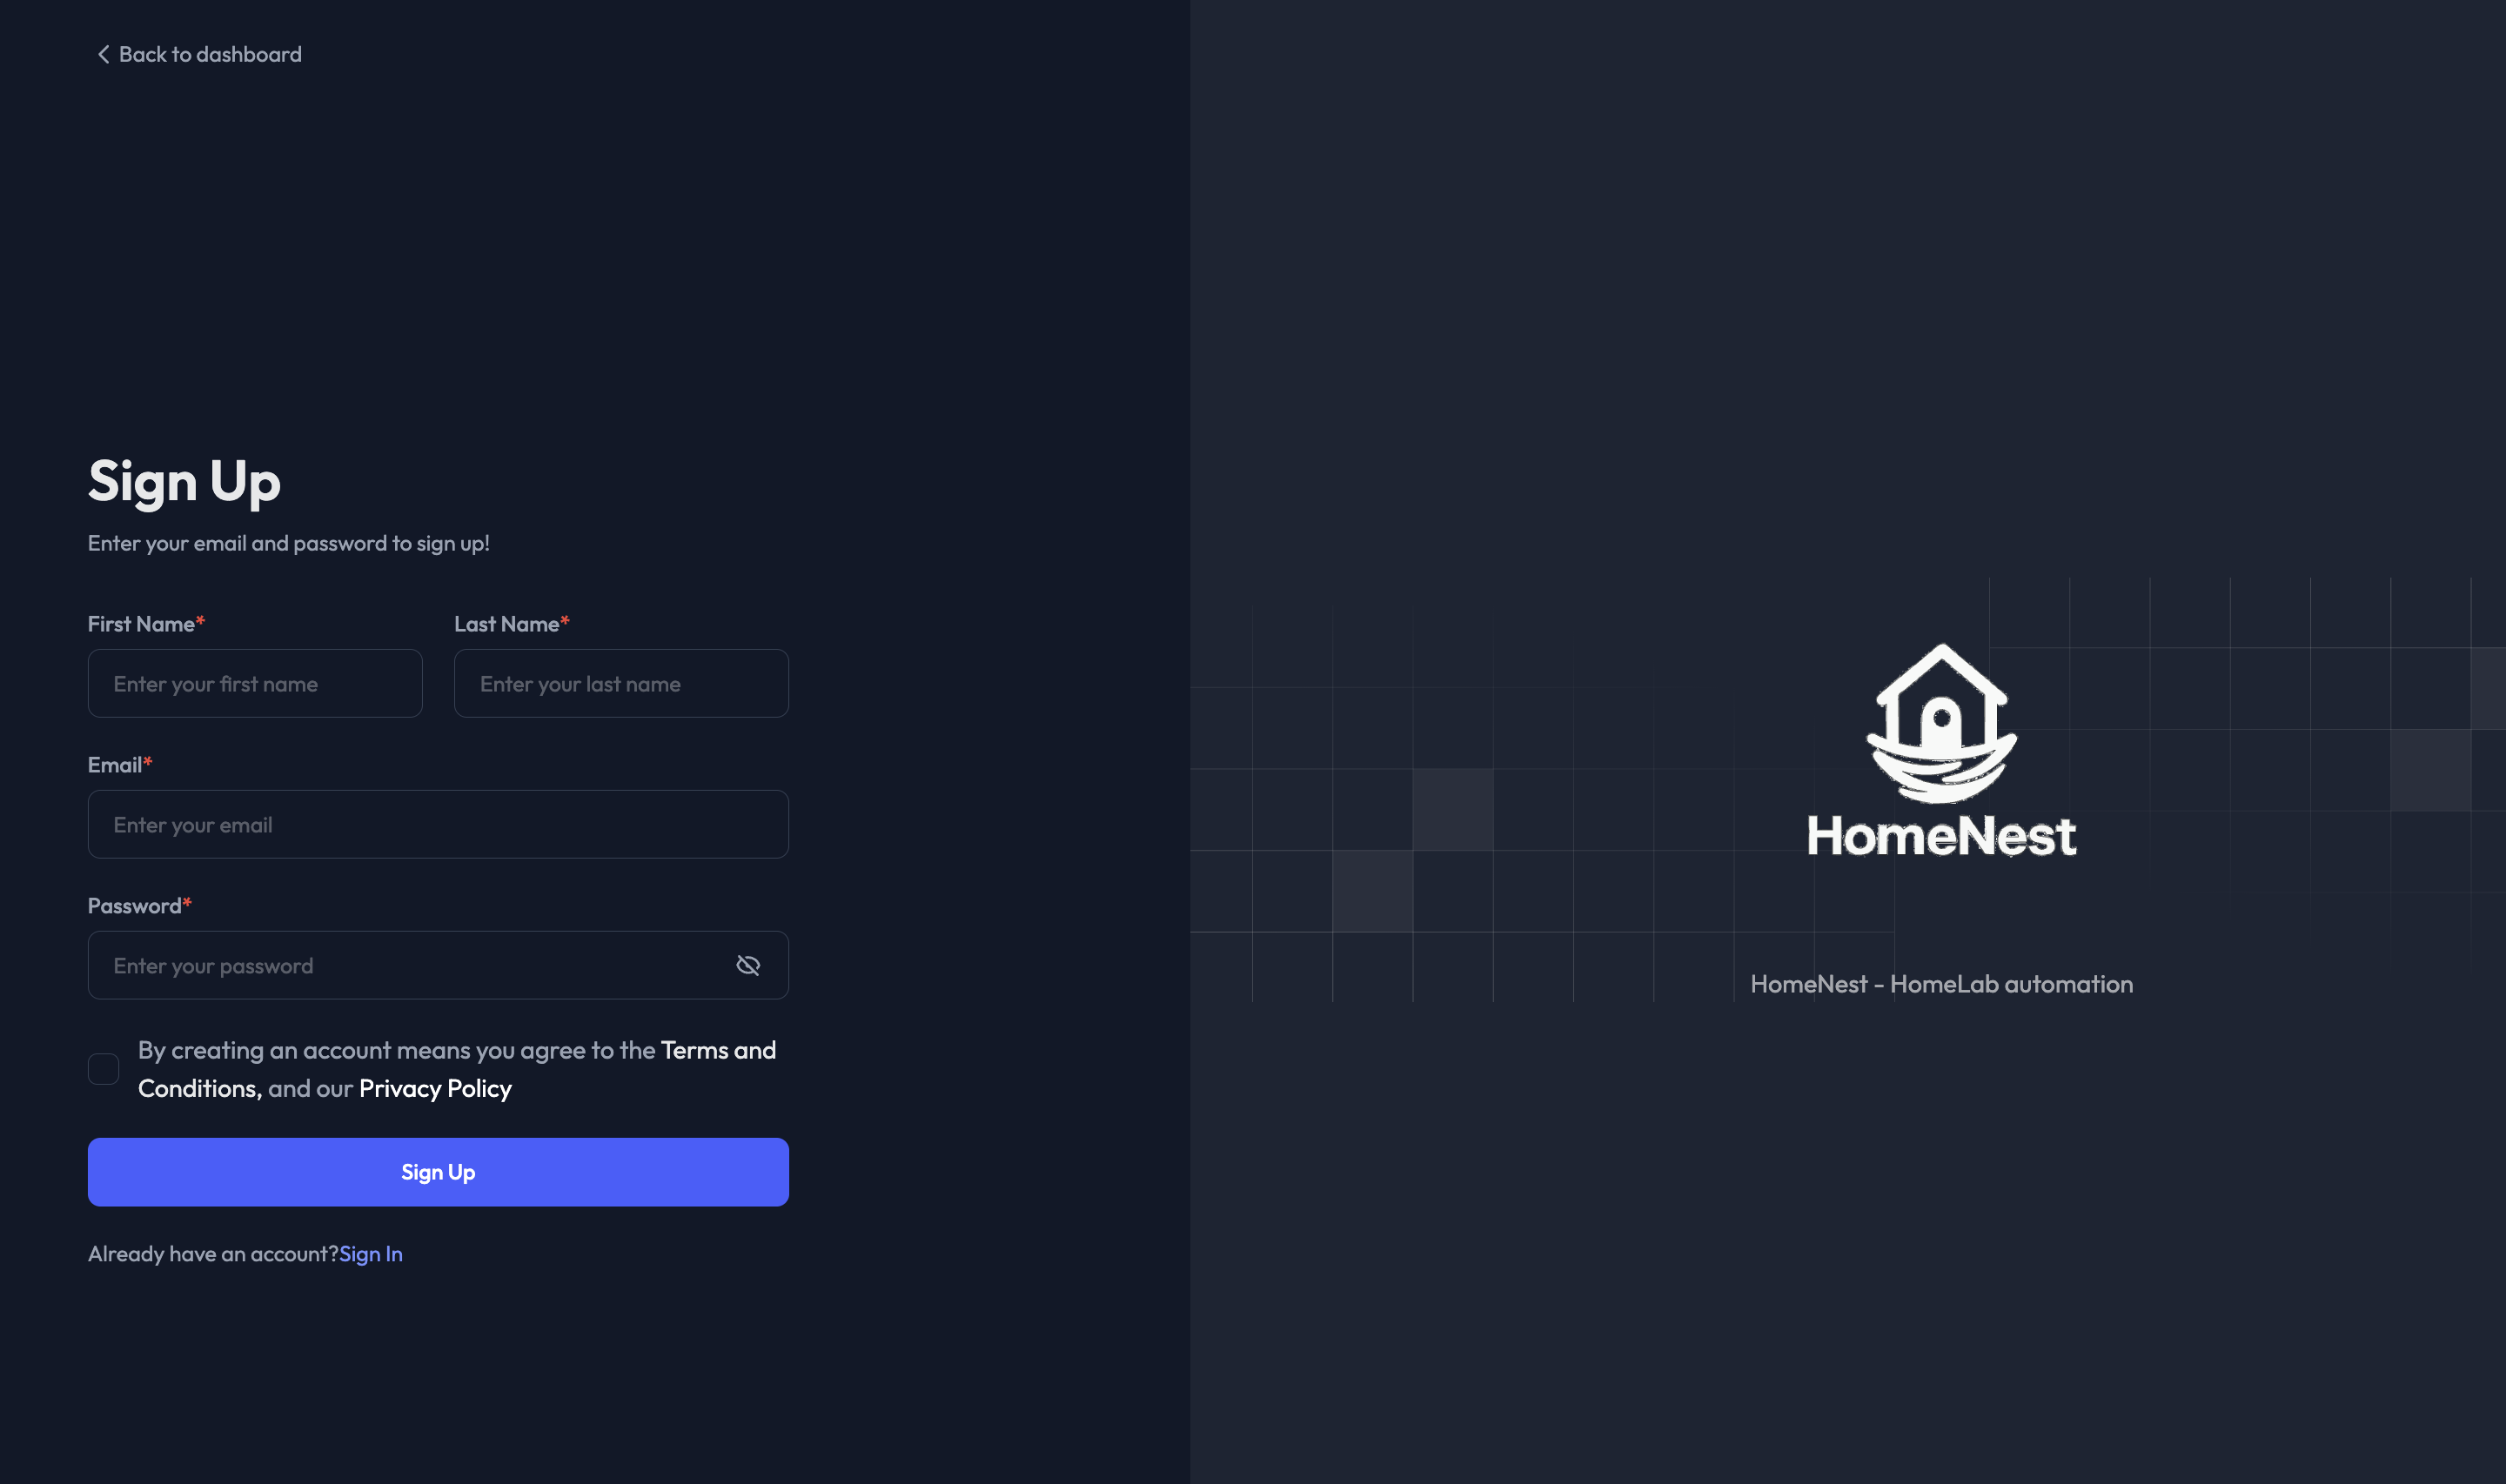 Back to dashboard
Sign Up
Enter your email and password to sign up!
First Name*
Last Name*
Enter your first name
Enter your last name
Email*
Enter your email
Password*
Enter your password
By creating an account means you agree to the Terms and
Conditions, and our Privacy Policy
Sign Up
Already have an account?Sign In
HomeNest
HomeNest - HomeLab automation